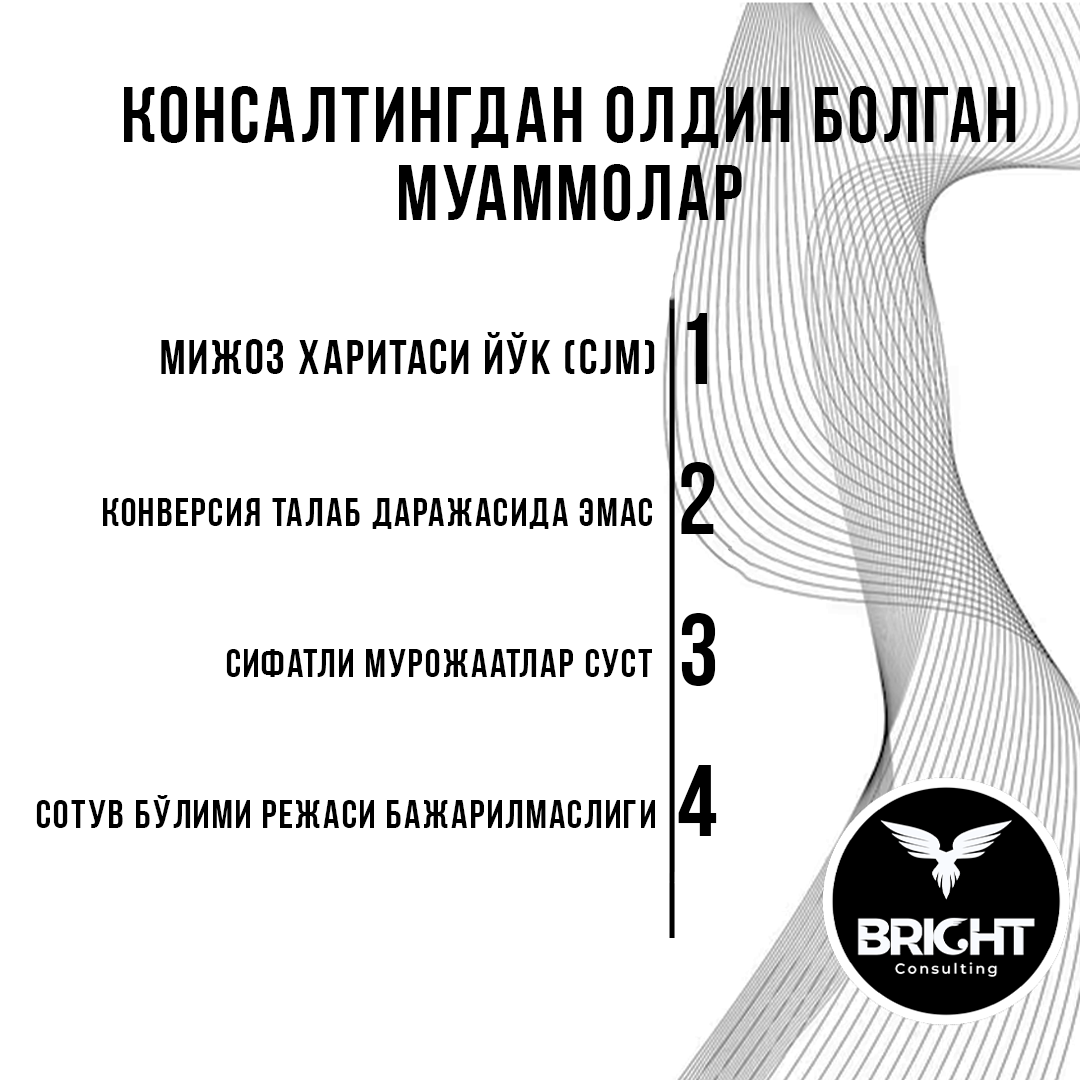 КОНСАЛТИНГДАН ОЛДИН БОЛГАН
МУАММОЛАР
МИЖОЗ ХАРИТАСИ ЙЎК (CJM) 1
КОНВЕРСИЯ ТАЛАБ ДАРАЖАСИДА ЭМАС 2
СИФАТЛИ МУРОЖААТЛАР СУСТ 3
СОТУВ БЎЛИМИ РЕЖАСИ БАЖАРИЛМАСЛИГИ 4
BRIGHT
Consulting